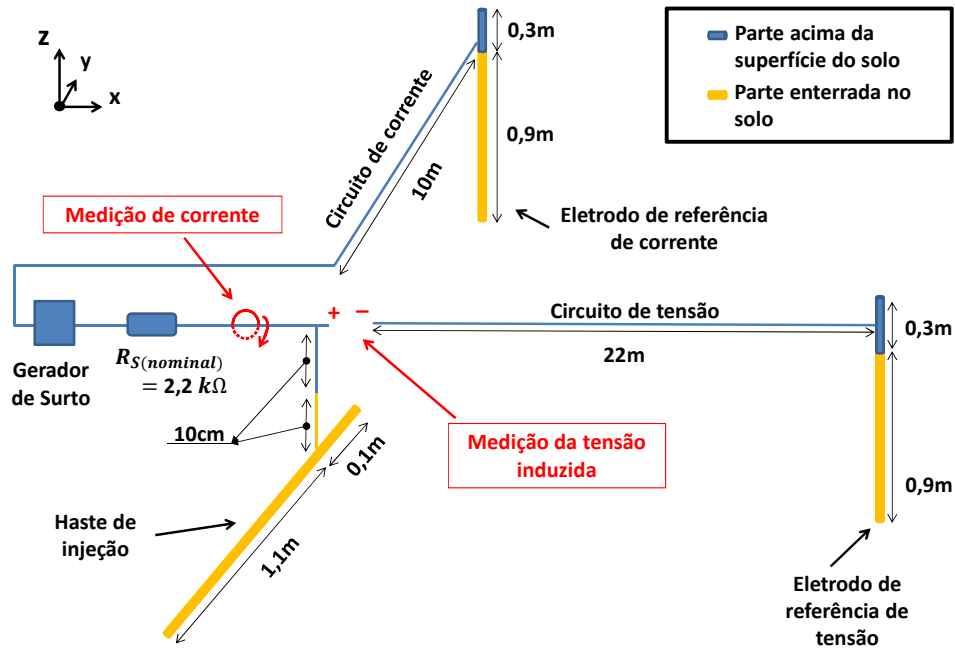 0,3m
Parte acima da
superfície do solo
Parte enterrada no
solo
z
y
x
Circuito de corrente
0,9m
10m
Medição de corrente
Eletrodo de referência
de corrente
+ −
Circuito de tensão
0,3m
22m
Gerador
de Surto
R_S(nominal)
= 2,2 kΩ
10cm
0,1m
Medição da tensão
induzida
Haste de
injeção
1,1m
0,9m
Eletrodo de
referência de
tensão